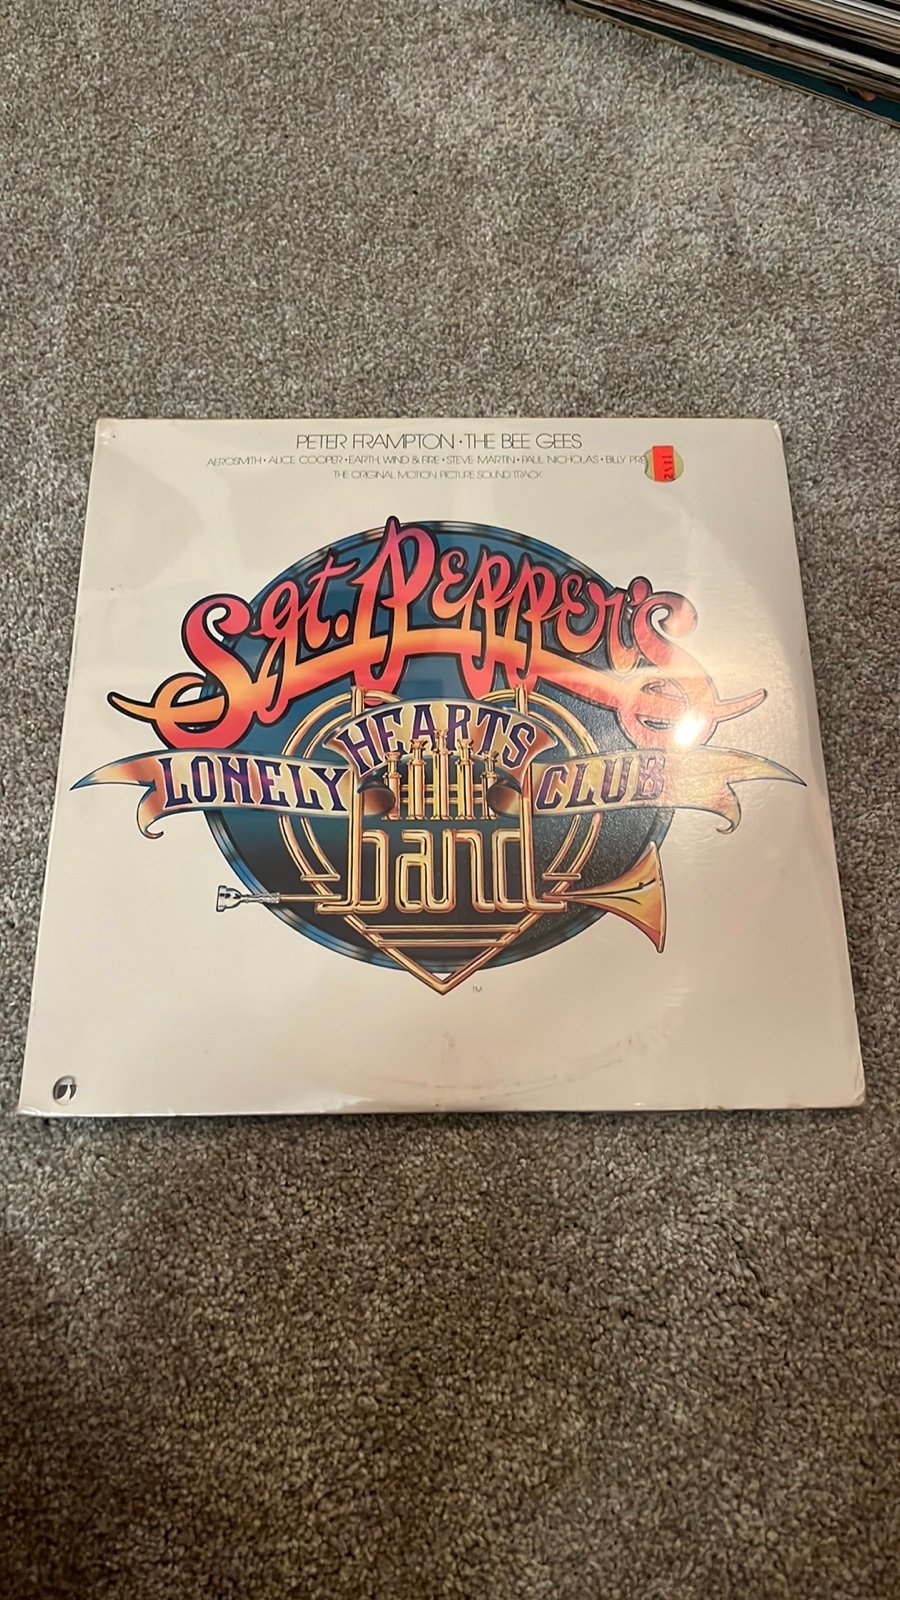 PETER FRAMPTON · THE BEE GEES
AEROSMITH · ALICE COOPER · EARTH, WIND & FIRE · STEVE MARTIN · PAUL NICHOLAS · BILLY PRE
THE ORIGINAL MOTION PICTURE SOUND TRACK
Sgt. Pepper's
LONELY HEARTS CLUB
band
TM